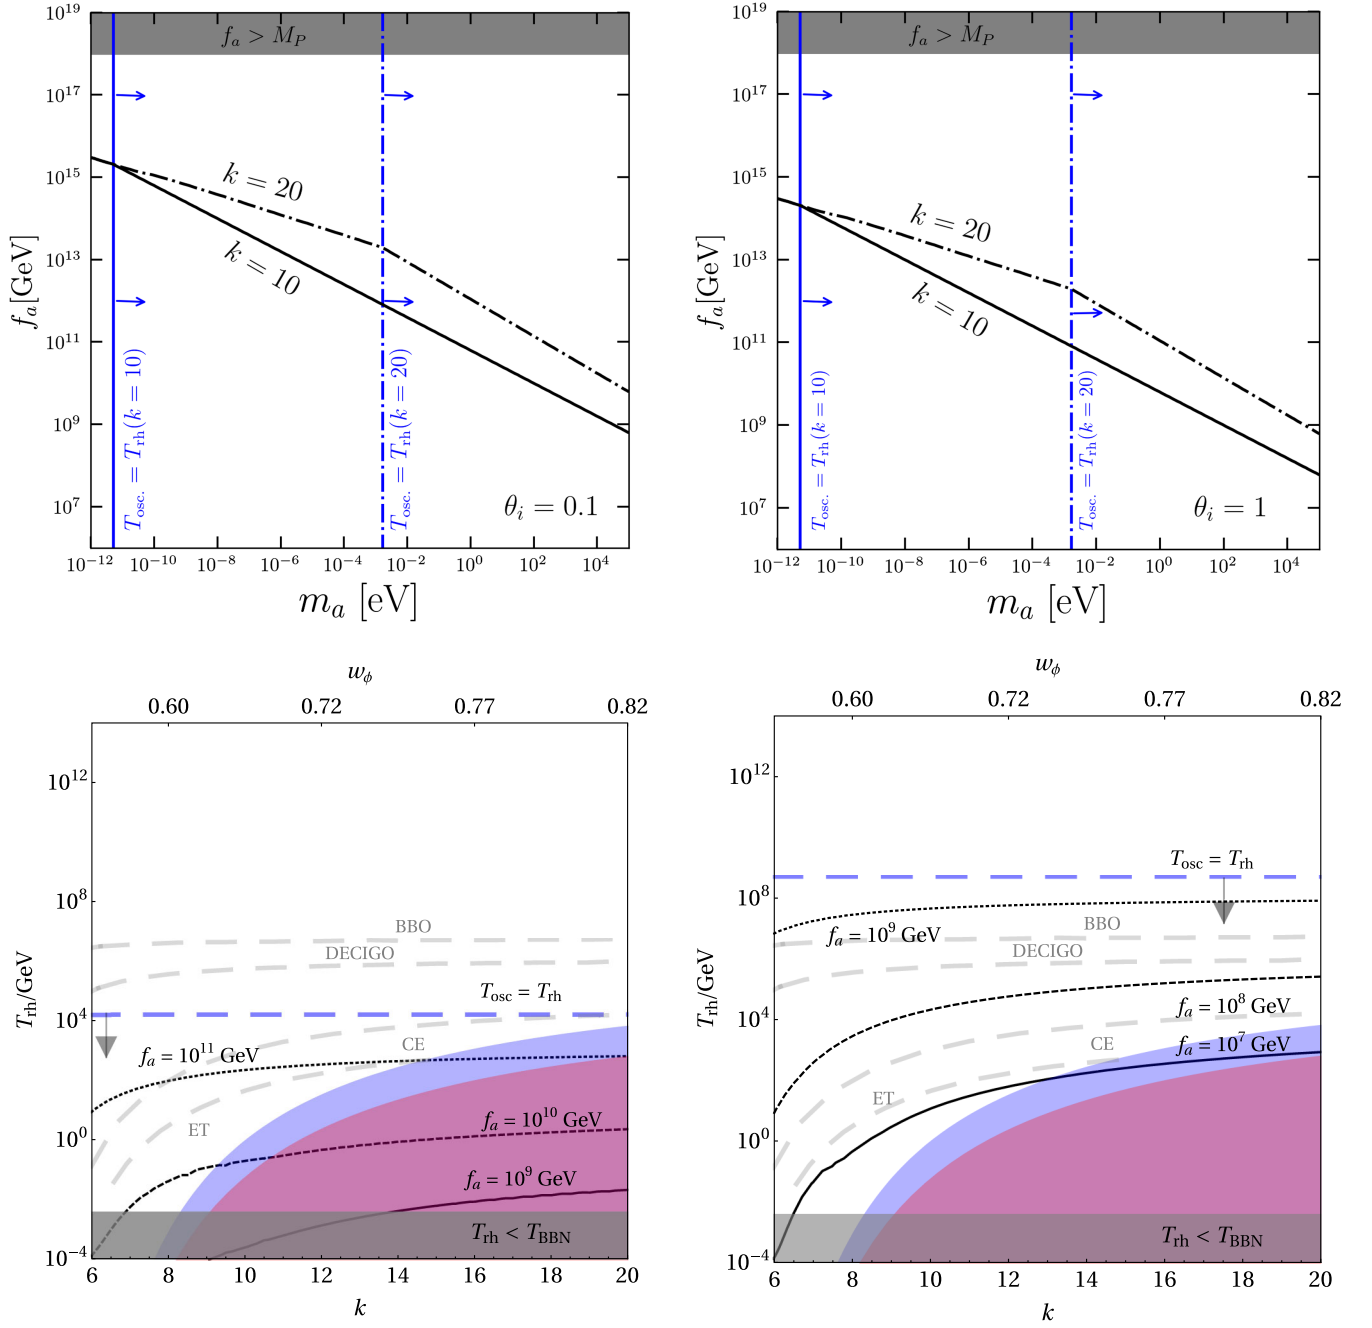 10^19
10^17
10^15
10^13
10^11
10^9
10^7
f_a [GeV]
f_a > M_P
k = 20
k = 10
T_osc. = T_rh(k = 10)
T_osc. = T_rh(k = 20)
θ_i = 0.1
10^−12 10^−10 10^−8 10^−6 10^−4 10^−2 10^0 10^2 10^4
m_a [eV]
10^19
10^17
10^15
10^13
10^11
10^9
10^7
f_a [GeV]
f_a > M_P
k = 20
k = 10
T_osc. = T_rh(k = 10)
T_osc. = T_rh(k = 20)
θ_i = 1
10^−12 10^−10 10^−8 10^−6 10^−4 10^−2 10^0 10^2 10^4
m_a [eV]
w_ϕ
0.60 0.72 0.77 0.82
10^12
10^8
10^4
10^0
10^−4
T_rh/GeV
BBO
DECIGO
T_osc = T_rh
CE
f_a = 10^11 GeV
ET
f_a = 10^10 GeV
f_a = 10^9 GeV
T_rh < T_BBN
6 8 10 12 14 16 18 20
k
w_ϕ
0.60 0.72 0.77 0.82
10^12
10^8
10^4
10^0
10^−4
T_rh/GeV
T_osc = T_rh
BBO
f_a = 10^9 GeV
DECIGO
f_a = 10^8 GeV
CE
f_a = 10^7 GeV
ET
T_rh < T_BBN
6 8 10 12 14 16 18 20
k